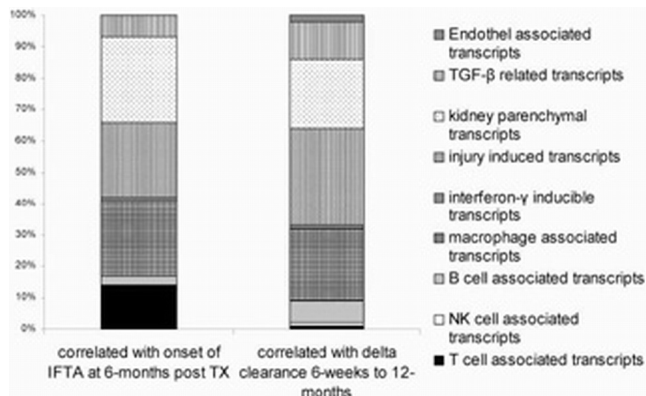 100%
90%
80%
70%
60%
50%
40%
30%
20%
10%
0%
correlated with onset of
IFTA at 6-months post TX
correlated with delta
clearance 6-weeks to 12-
months
Endothel associated
transcripts
TGF-β related transcripts
kidney parenchymal
transcripts
injury induced transcripts
interferon-γ inducible
transcripts
macrophage associated
transcripts
B cell associated transcripts
NK cell associated
transcripts
T cell associated transcripts